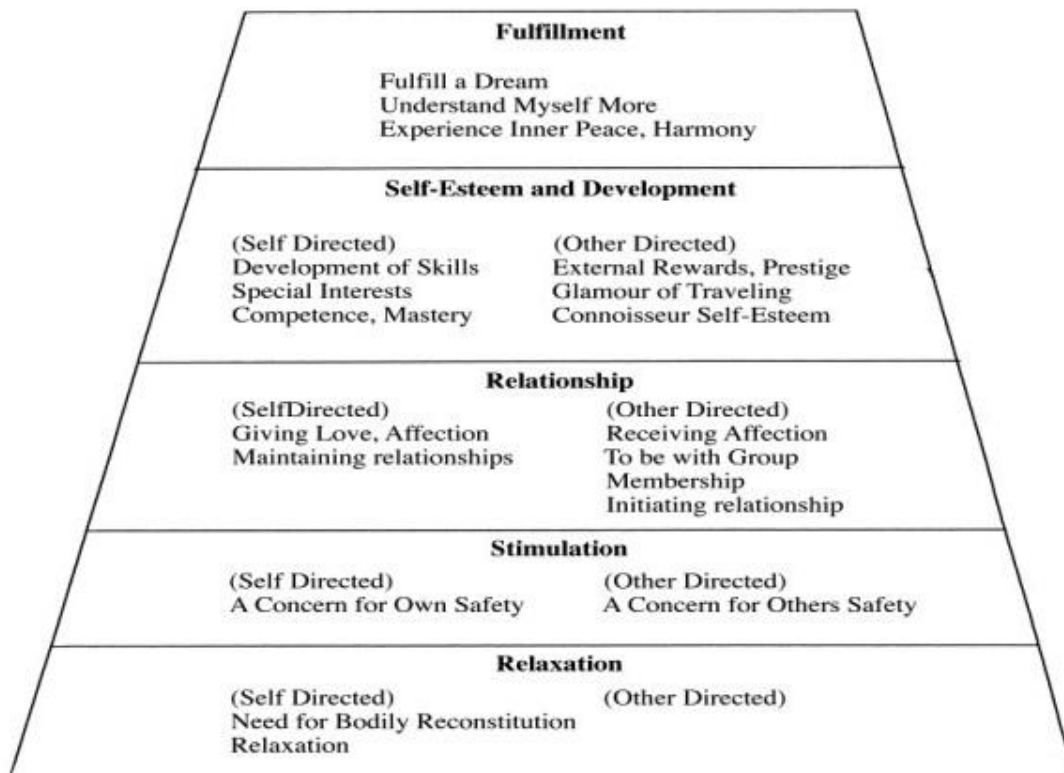 Fulfillment
Fulfill a Dream
Understand Myself More
Experience Inner Peace, Harmony
Self-Esteem and Development
(Self Directed)
Development of Skills
Special Interests
Competence, Mastery
(Other Directed)
External Rewards, Prestige
Glamour of Traveling
Connoisseur Self-Esteem
Relationship
(SelfDirected)
Giving Love, Affection
Maintaining relationships
(Other Directed)
Receiving Affection
To be with Group
Membership
Initiating relationship
Stimulation
(Self Directed)
A Concern for Own Safety
(Other Directed)
A Concern for Others Safety
Relaxation
(Self Directed)
Need for Bodily Reconstitution
Relaxation
(Other Directed)